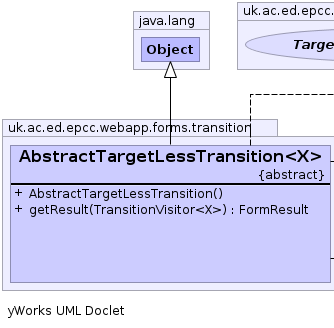 java.lang
uk.ac.ed.epcc.
Object
Targe
uk.ac.ed.epcc.webapp.forms.transition
AbstractTargetLessTransition<X>
{abstract}
+ AbstractTargetLessTransition()
+ getResult(TransitionVisitor<X>) : FormResult
yWorks UML Doclet